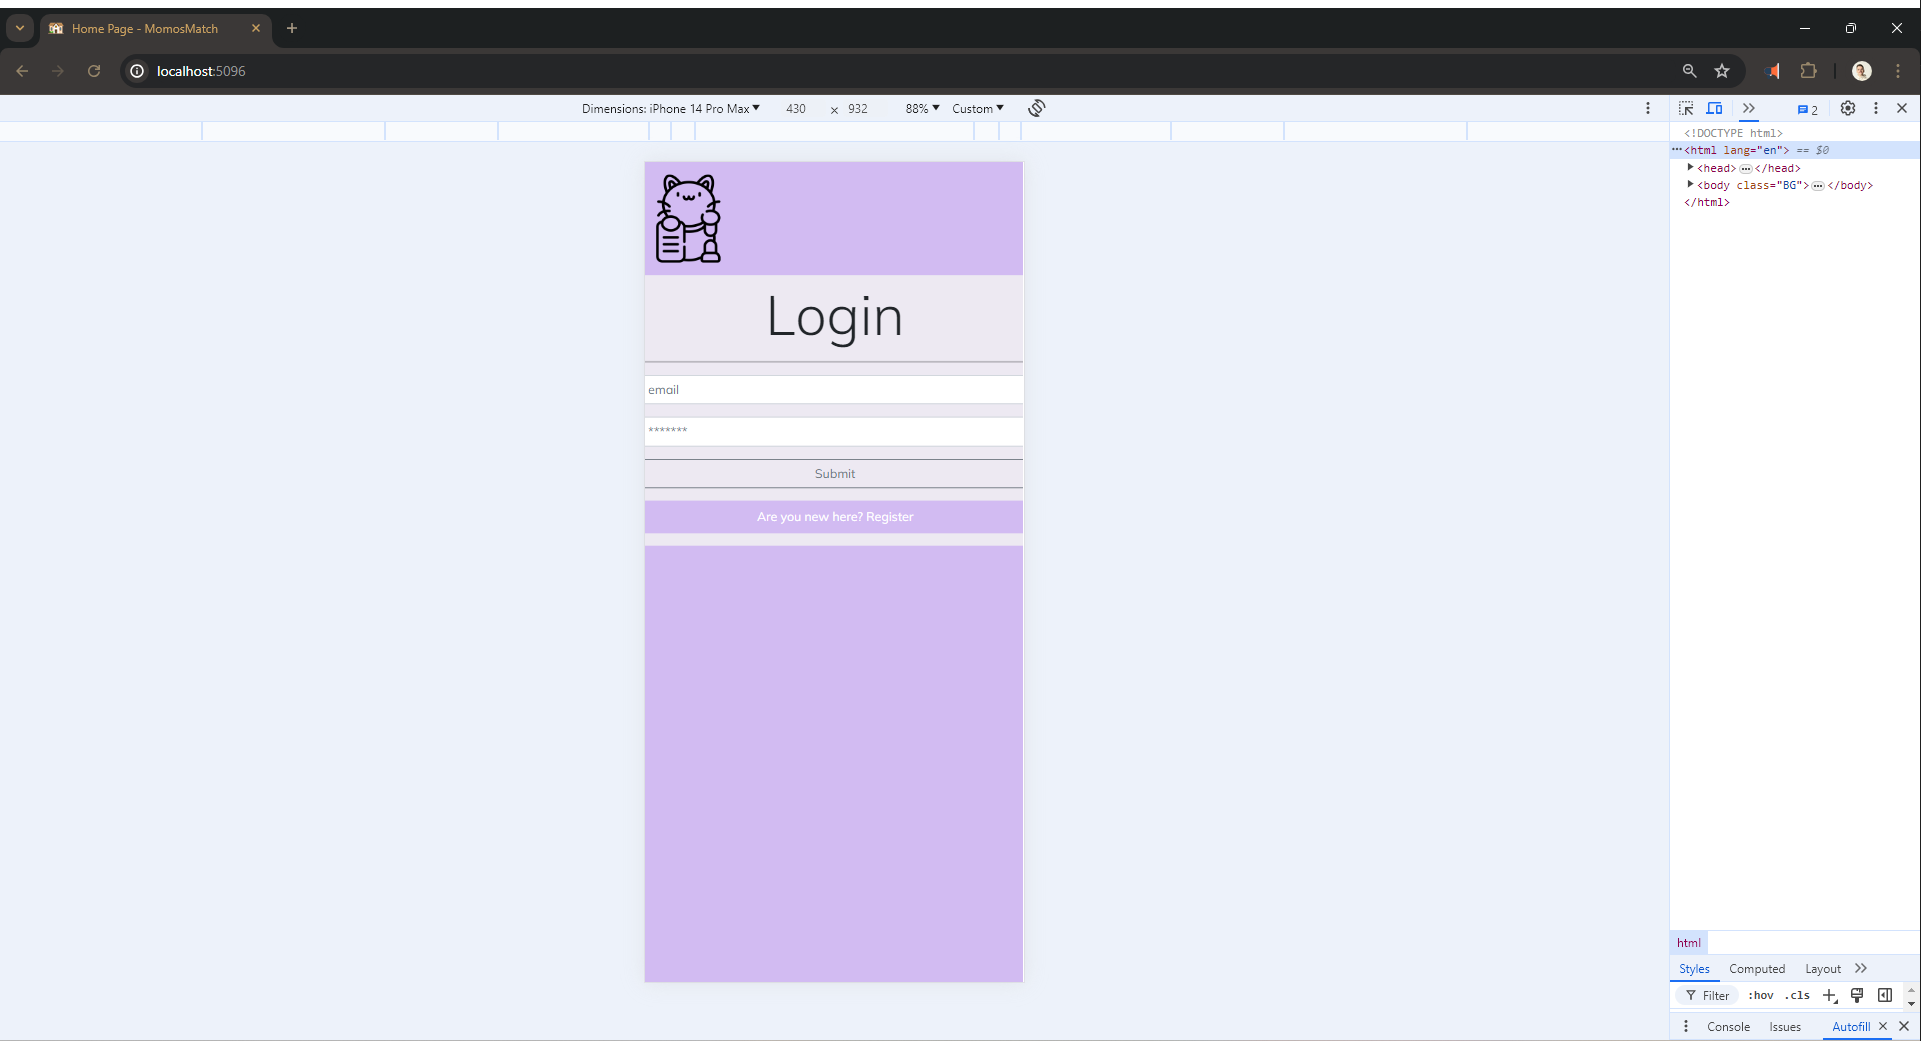 Home Page - MomosMatch
localhost:5096
Dimensions: iPhone 14 Pro Max 430 × 932 88% Custom
2
<!DOCTYPE html>
<html lang="en"> == $0
<head> </head>
<body class="BG"> </body>
</html>
Login
email
*******
Submit
Are you new here? Register
html
Styles Computed Layout
Filter :hov .cls
Console Issues Autofill